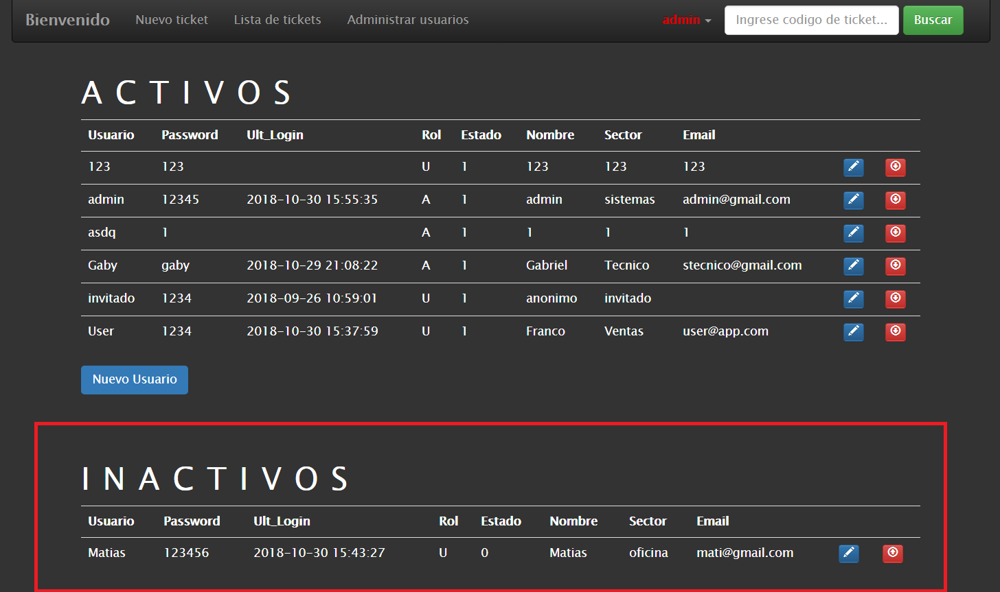 Bienvenido Nuevo ticket Lista de tickets Administrar usuarios admin Ingrese codigo de ticket... Buscar
ACTIVOS
Usuario Password Ult_Login Rol Estado Nombre Sector Email
123 123 U 1 123 123 123
admin 12345 2018-10-30 15:55:35 A 1 admin sistemas admin@gmail.com
asdq 1 A 1 1 1 1
Gaby gaby 2018-10-29 21:08:22 A 1 Gabriel Tecnico stecnico@gmail.com
invitado 1234 2018-09-26 10:59:01 U 1 anonimo invitado
User 1234 2018-10-30 15:37:59 U 1 Franco Ventas user@app.com
Nuevo Usuario
INACTIVOS
Usuario Password Ult_Login Rol Estado Nombre Sector Email
Matias 123456 2018-10-30 15:43:27 U 0 Matias oficina mati@gmail.com